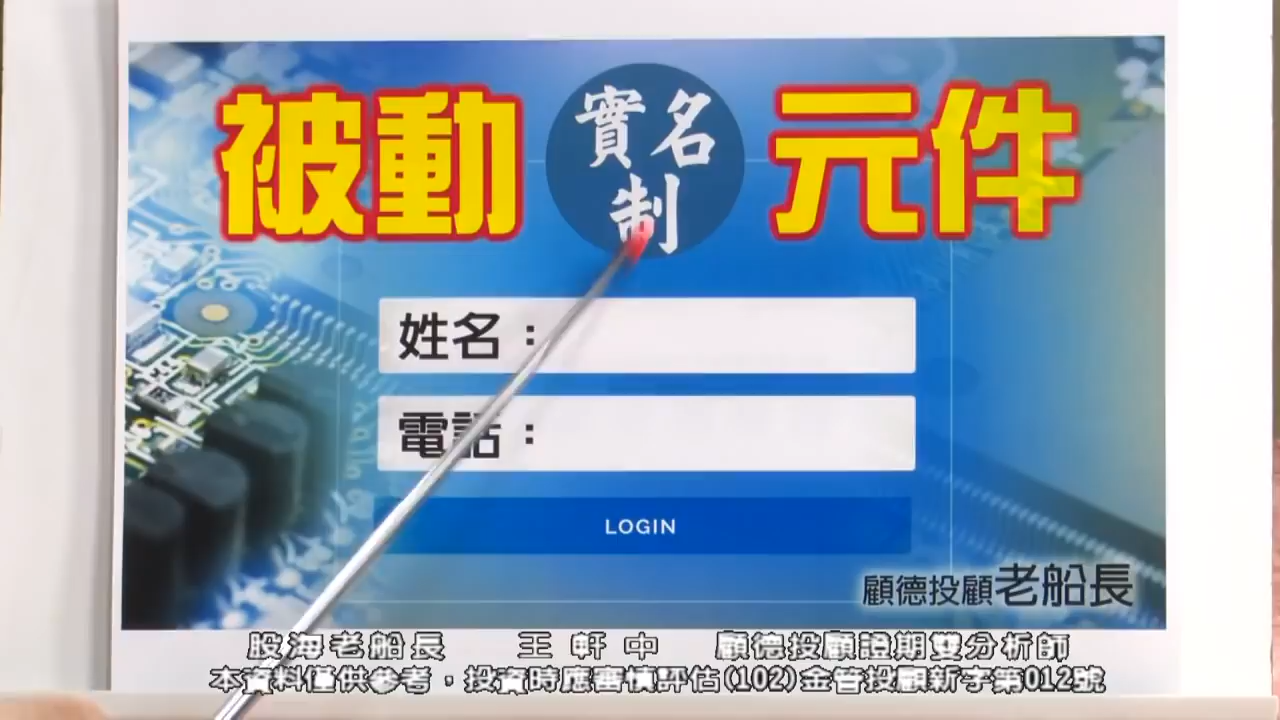 被動 實名制 元件
姓名：
電話：
LOGIN
顧德投顧老船長
股海老船長 王軒中 顧德投顧證期雙分析師
本資料僅供參考，投資時應審慎評估(102)金管投顧新字第012號